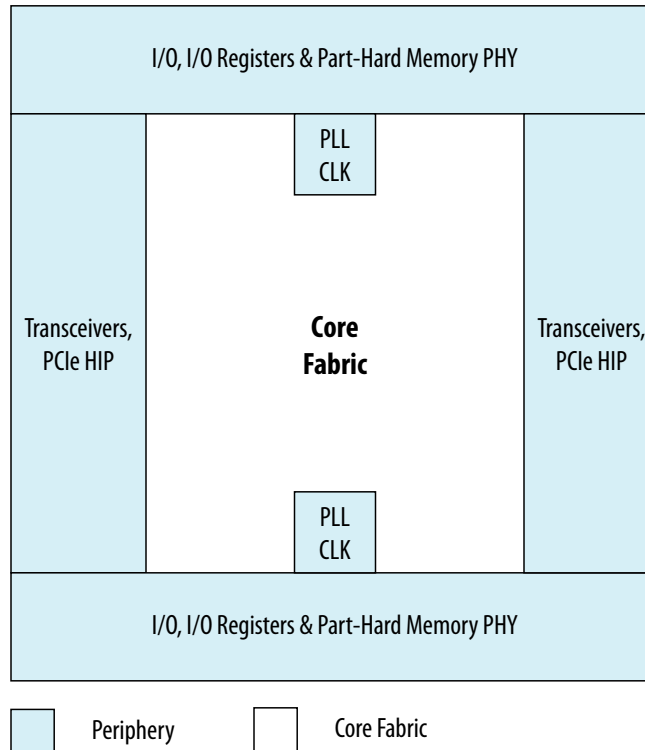 I/O, I/O Registers & Part-Hard Memory PHY
PLL
CLK
Transceivers,
PCIe HIP
Core
Fabric
Transceivers,
PCIe HIP
PLL
CLK
I/O, I/O Registers & Part-Hard Memory PHY
Periphery
Core Fabric